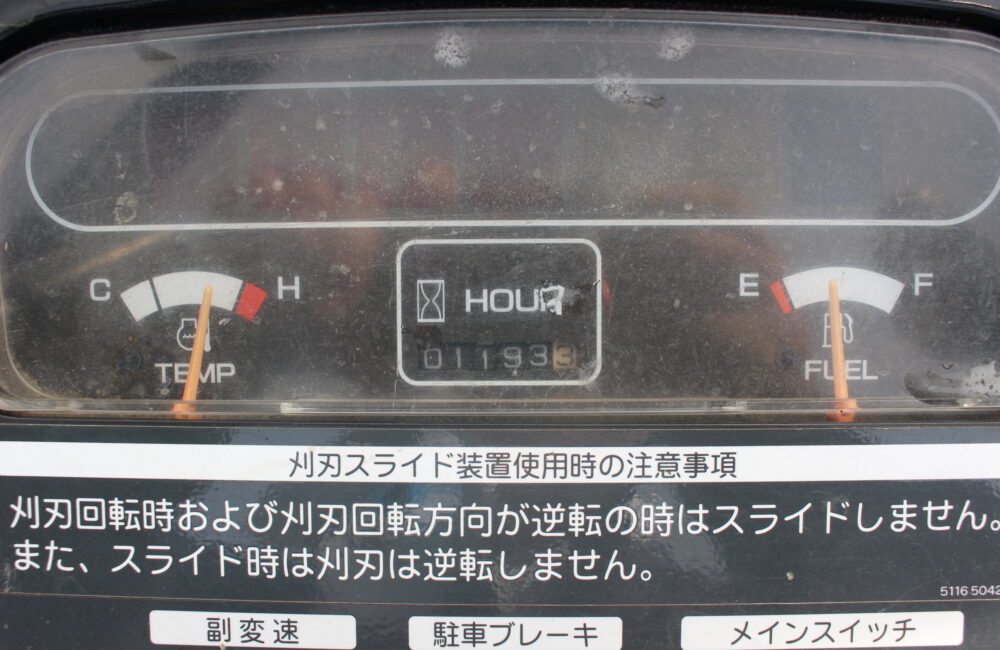 C H
TEMP
HOUR
011933
E F
FUEL
刈刃スライド装置使用時の注意事項
刈刃回転時および刈刃回転方向が逆転の時はスライドしません。
また、スライド時は刈刃は逆転しません。
5116 5042
副変速 駐車ブレーキ メインスイッチ